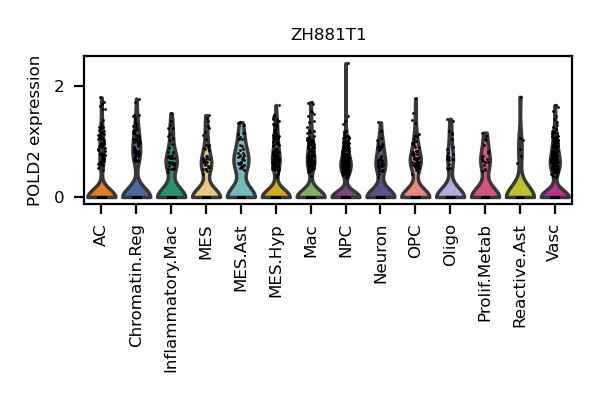 ZH881T1
POLD2 expression
2
0
AC
Chromatin.Reg
Inflammatory.Mac
MES
MES.Ast
MES.Hyp
Mac
NPC
Neuron
OPC
Oligo
Prolif.Metab
Reactive.Ast
Vasc